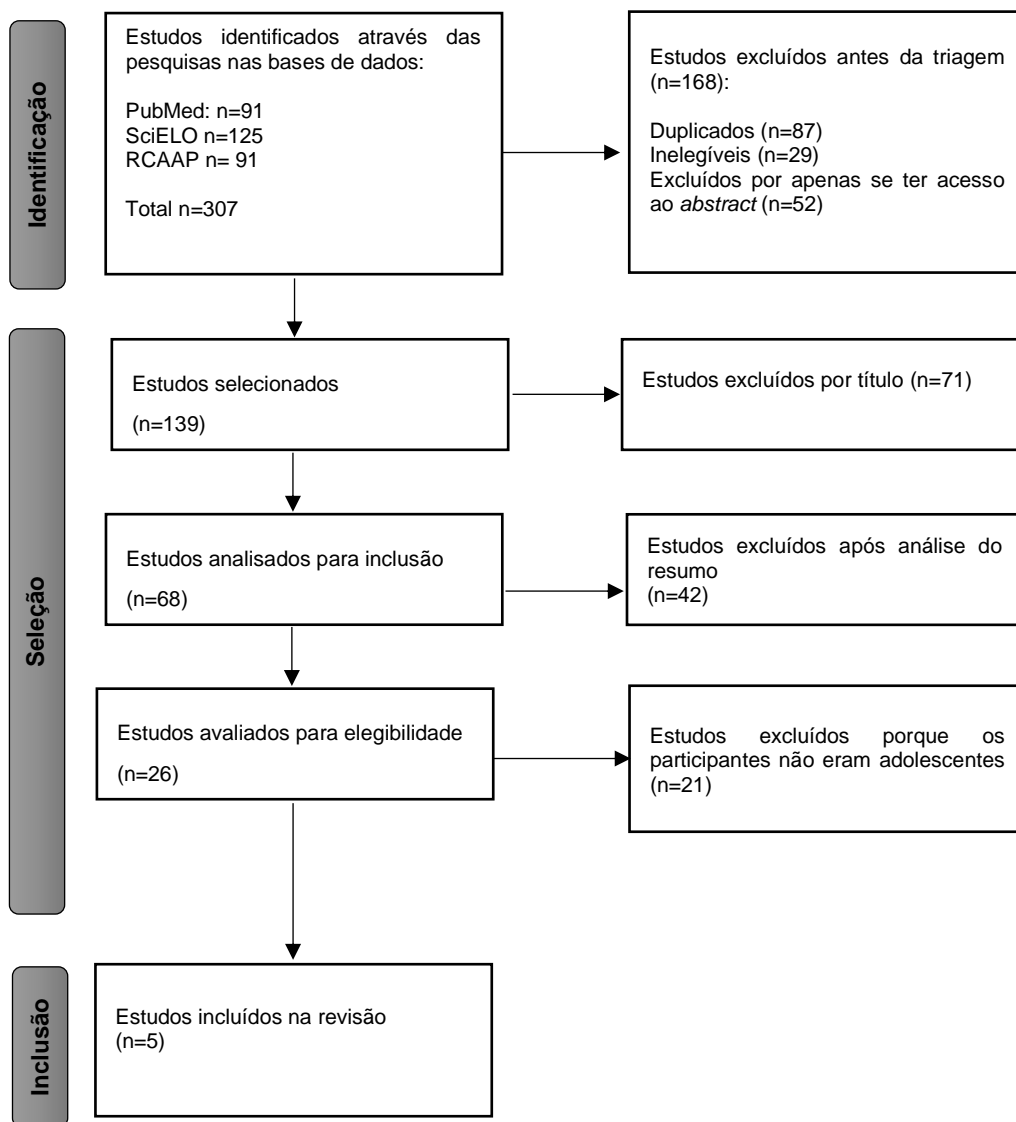 Identificação
Estudos identificados através das
pesquisas nas bases de dados:
PubMed: n=91
SciELO n=125
RCAAP n= 91
Total n=307
Estudos excluídos antes da triagem
(n=168):
Duplicados (n=87)
Inelegíveis (n=29)
Excluídos por apenas se ter acesso
ao abstract (n=52)
Seleção
Estudos selecionados
(n=139)
Estudos excluídos por título (n=71)
Estudos analisados para inclusão
(n=68)
Estudos excluídos após análise do
resumo
(n=42)
Estudos avaliados para elegibilidade
(n=26)
Estudos excluídos porque os
participantes não eram adolescentes
(n=21)
Inclusão
Estudos incluídos na revisão
(n=5)